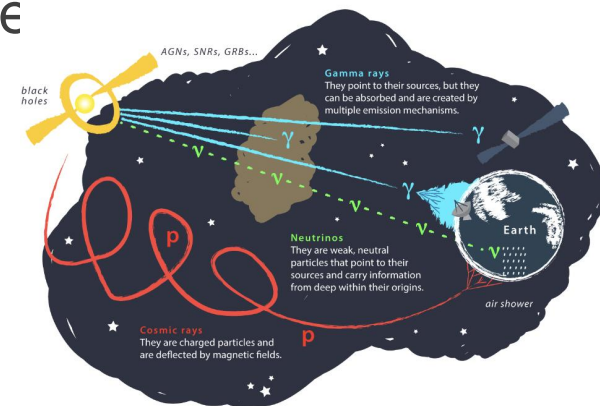 e
AGNs, SNRs, GRBs...
black
holes
Gamma rays
They point to their sources, but they
can be absorbed and are created by
multiple emission mechanisms.
γ
γ
γ
ν
ν
ν
ν
ν
Earth
Neutrinos
They are weak, neutral
particles that point to their
sources and carry information
from deep within their origins.
air shower
p
p
Cosmic rays
They are charged particles and
are deflected by magnetic fields.